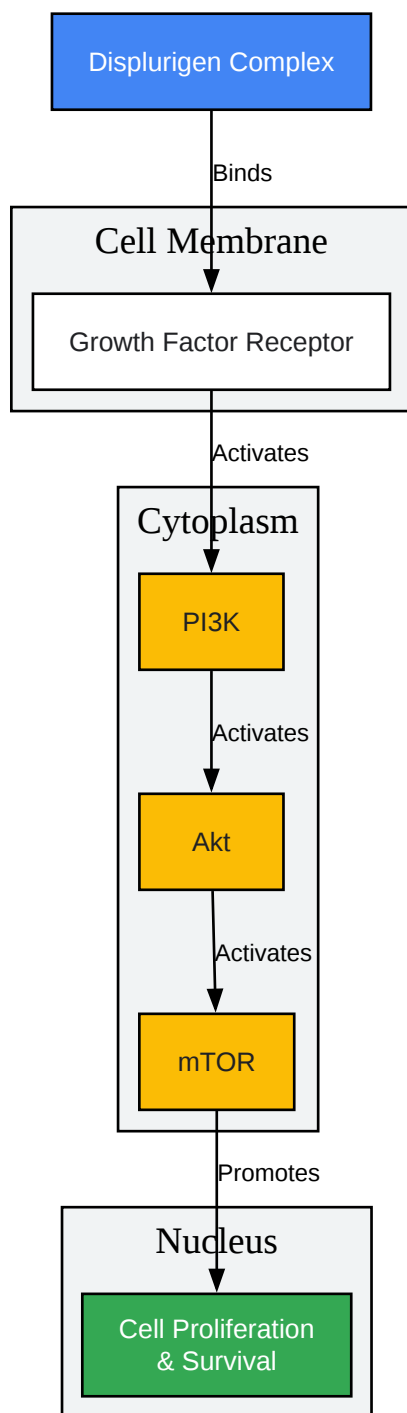 Displurigen Complex
Binds
Cell Membrane
Growth Factor Receptor
Activates
Cytoplasm
PI3K
Activates
Akt
Activates
mTOR
Promotes
Nucleus
Cell Proliferation
& Survival